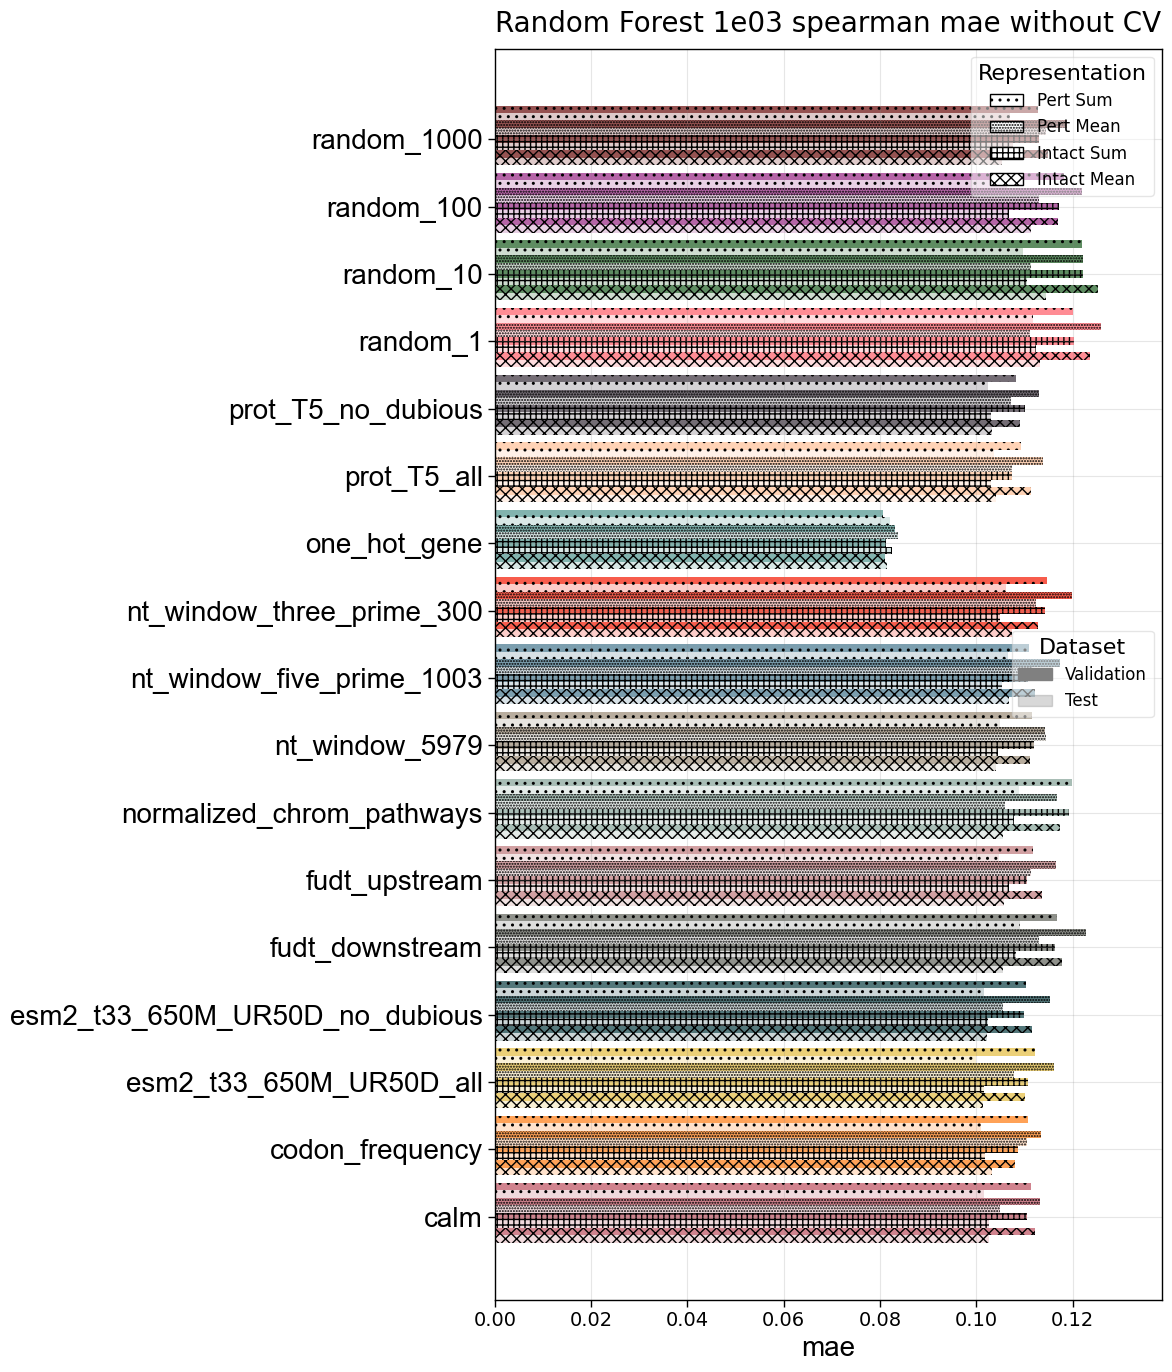 Random Forest 1e03 spearman mae without CV
Representation
Pert Sum
Pert Mean
Intact Sum
Intact Mean
random_1000
random_100
random_10
random_1
prot_T5_no_dubious
prot_T5_all
one_hot_gene
nt_window_three_prime_300
Dataset
Validation
Test
nt_window_five_prime_1003
nt_window_5979
normalized_chrom_pathways
fudt_upstream
fudt_downstream
esm2_t33_650M_UR50D_no_dubious
esm2_t33_650M_UR50D_all
codon_frequency
calm
0.00 0.02 0.04 0.06 0.08 0.10 0.12
mae